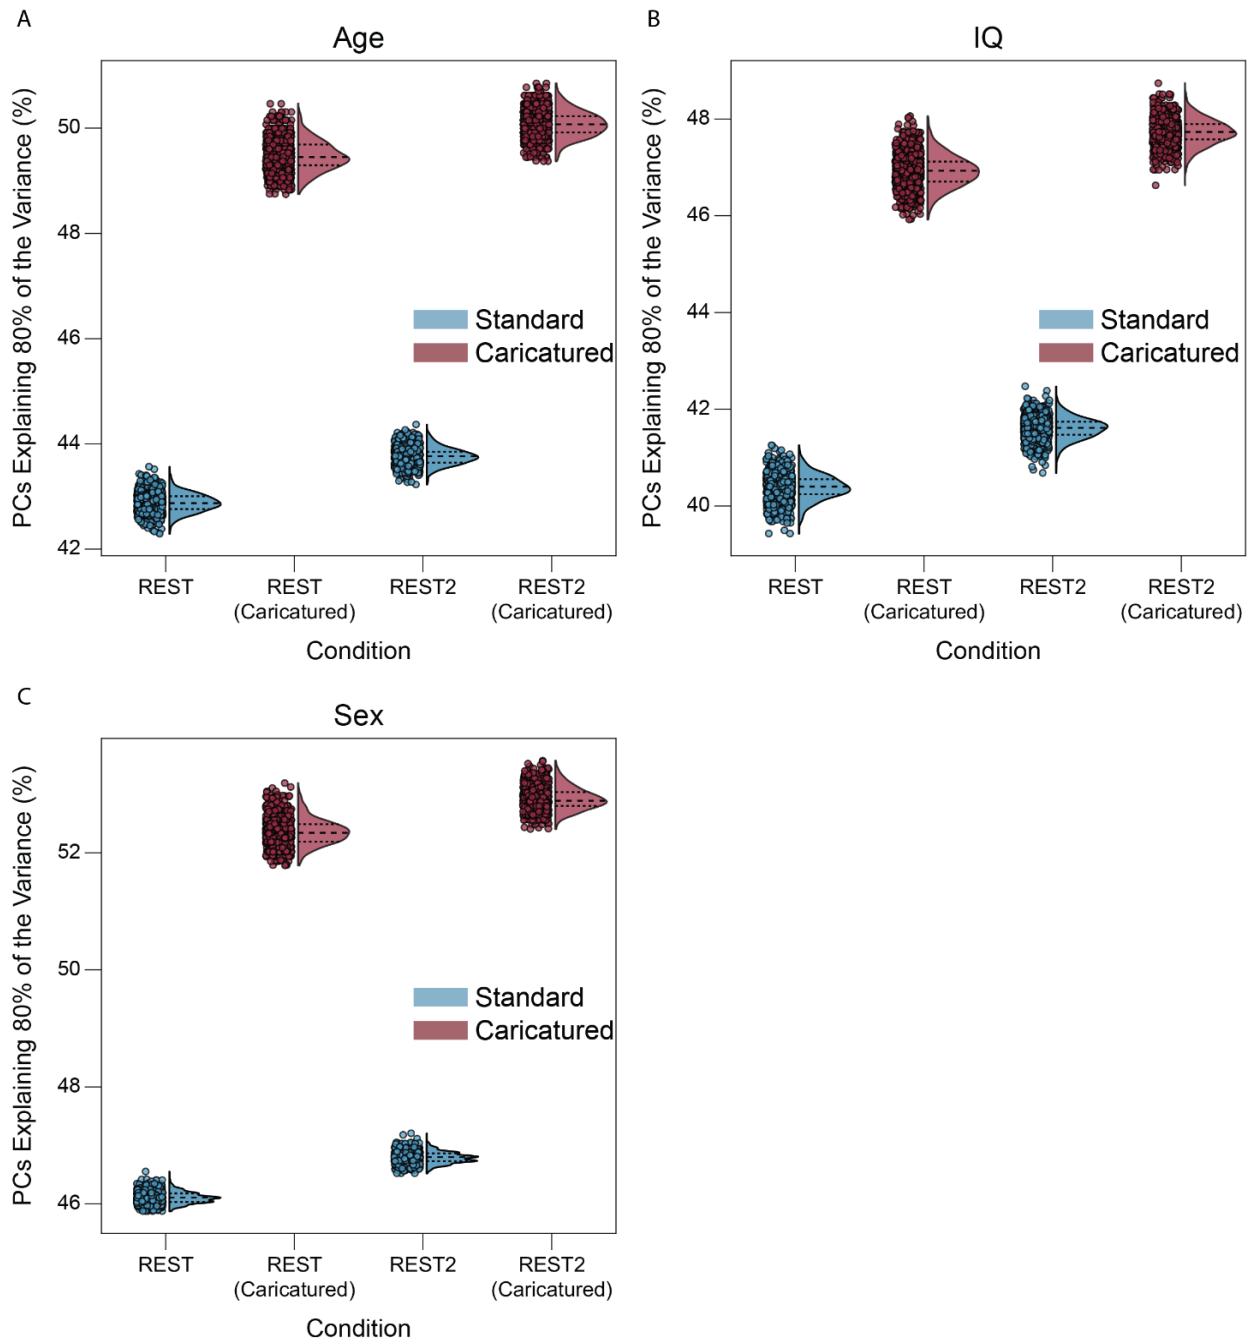 A
Age
PCs Explaining 80% of the Variance (%)
50
48
46
44
42
Standard
Caricatured
REST
REST
(Caricatured)
REST2
REST2
(Caricatured)
Condition
B
IQ
PCs Explaining 80% of the Variance (%)
48
46
44
42
40
Standard
Caricatured
REST
REST
(Caricatured)
REST2
REST2
(Caricatured)
Condition
C
Sex
PCs Explaining 80% of the Variance (%)
52
50
48
46
Standard
Caricatured
REST
REST
(Caricatured)
REST2
REST2
(Caricatured)
Condition